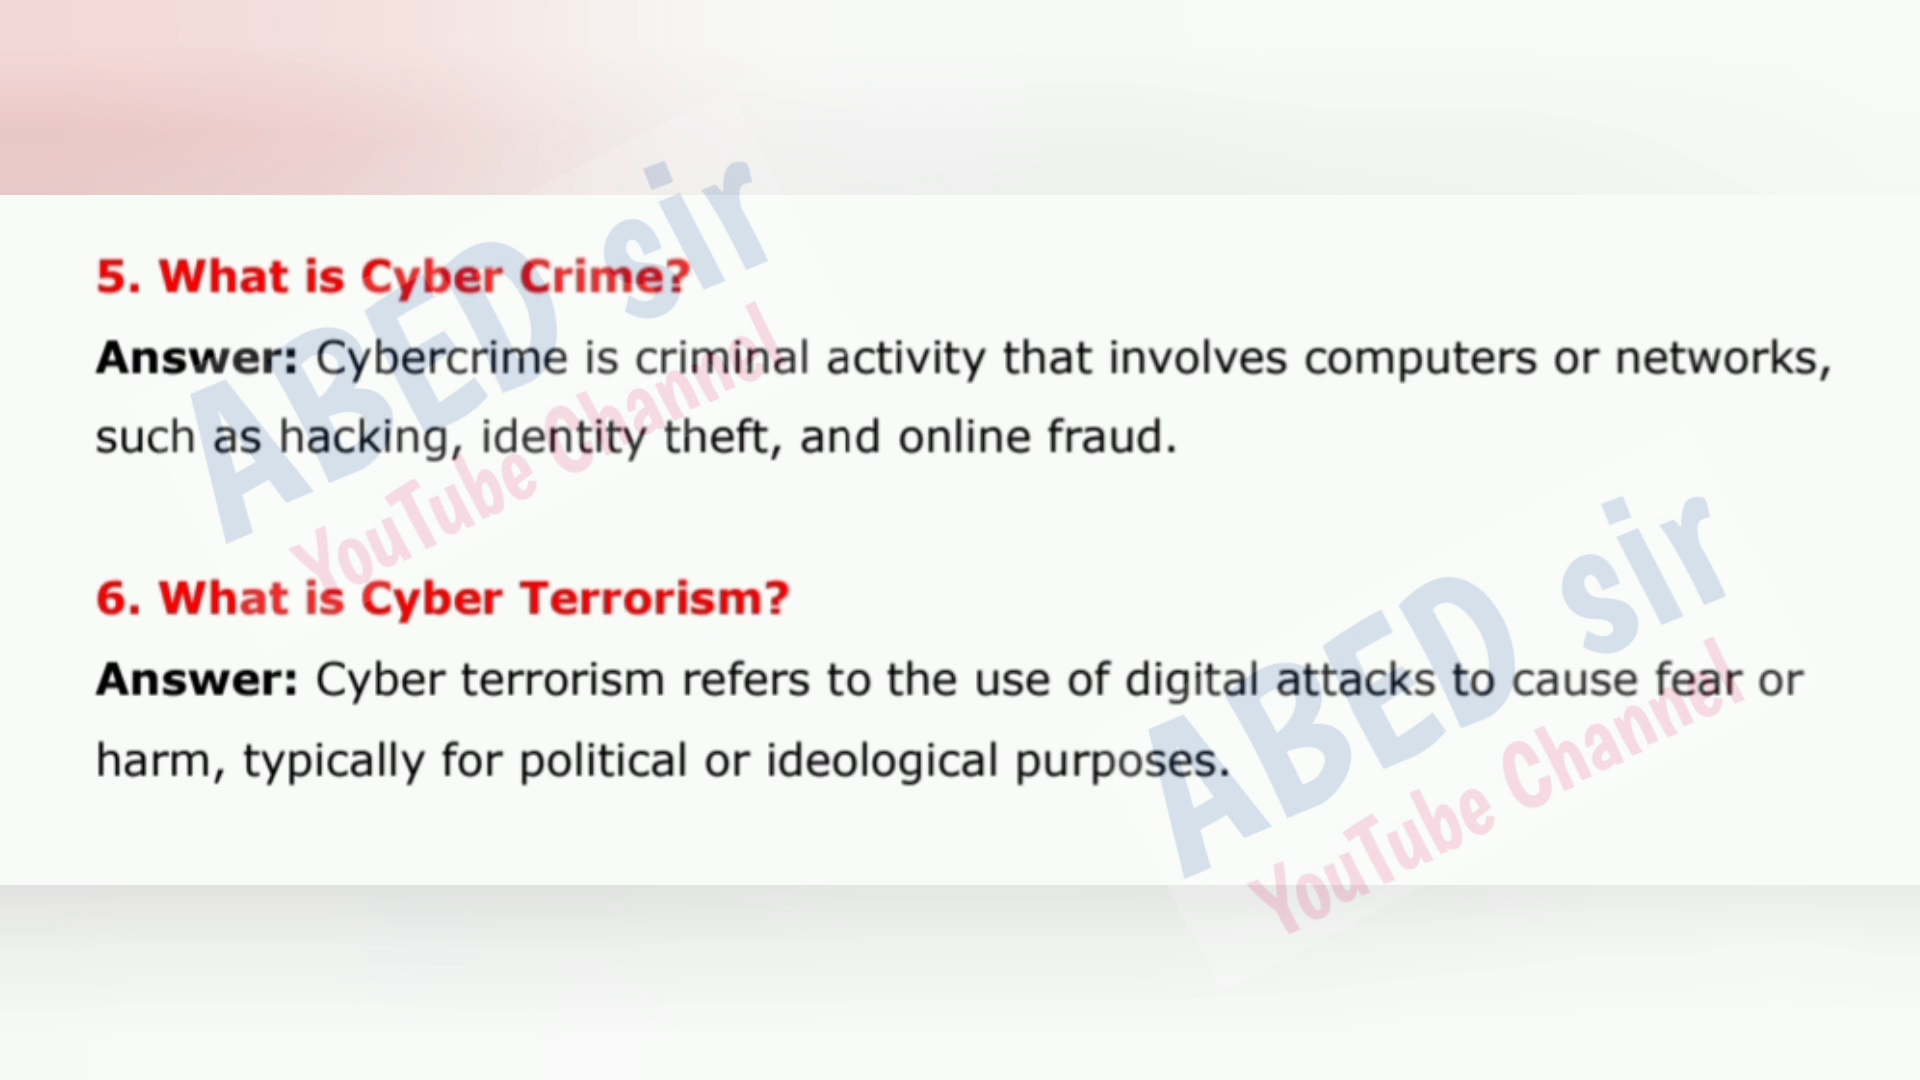 5. What is Cyber Crime?
Answer: Cybercrime is criminal activity that involves computers or networks,
such as hacking, identity theft, and online fraud.
6. What is Cyber Terrorism?
Answer: Cyber terrorism refers to the use of digital attacks to cause fear or
harm, typically for political or ideological purposes.
ABED sir
YouTube Channel
ABED sir
YouTube Channel